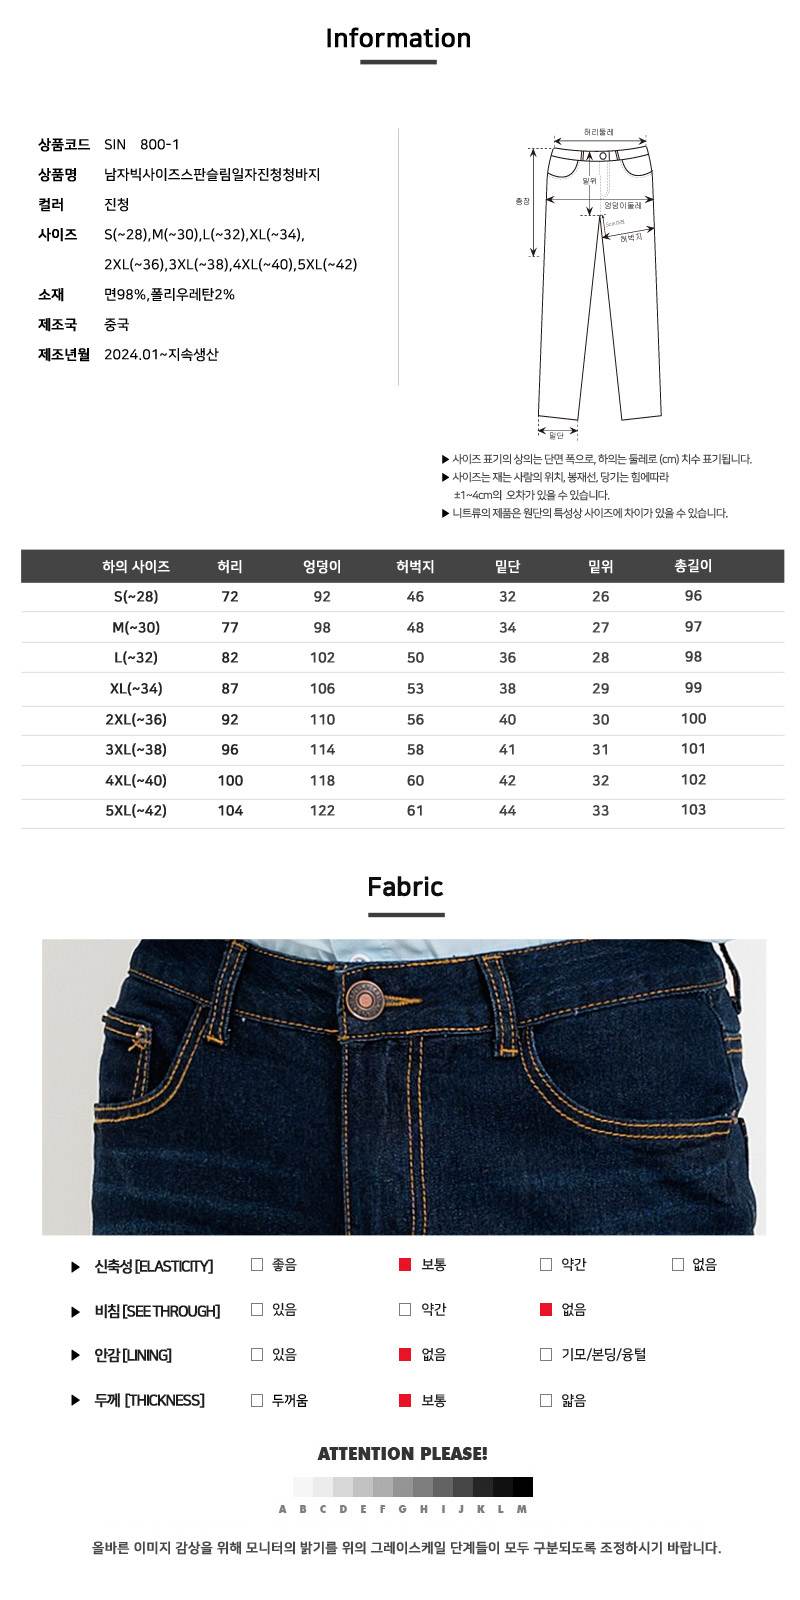 Information
상품코드 SIN 800-1
상품명 남자빅사이즈스판슬림일자진청청바지
컬러 진청
사이즈 S(~28),M(~30),L(~32),XL(~34),
2XL(~36),3XL(~38),4XL(~40),5XL(~42)
소재 면98%,폴리우레탄2%
제조국 중국
제조년월 2024.01~지속생산
허리둘레
밑위
총장
엉덩이둘레
허벅지
밑단
▶ 사이즈 표기의 상의는 단면 폭으로, 하의는 둘레로 (cm) 치수 표기됩니다.
▶ 사이즈는 재는 사람의 위치, 봉재선, 당기는 힘에따라
±1~4cm의 오차가 있을 수 있습니다.
▶ 니트류의 제품은 원단의 특성상 사이즈에 차이가 있을 수 있습니다.
하의 사이즈 허리 엉덩이 허벅지 밑단 밑위 총길이
S(~28) 72 92 46 32 26 96
M(~30) 77 98 48 34 27 97
L(~32) 82 102 50 36 28 98
XL(~34) 87 106 53 38 29 99
2XL(~36) 92 110 56 40 30 100
3XL(~38) 96 114 58 41 31 101
4XL(~40) 100 118 60 42 32 102
5XL(~42) 104 122 61 44 33 103
Fabric
▶ 신축성 [ELASTICITY] 좋음 보통 약간 없음
▶ 비침 [SEE THROUGH] 있음 약간 없음
▶ 안감 [LINING] 있음 없음 기모/본딩/융털
▶ 두께 [THICKNESS] 두꺼움 보통 얇음
ATTENTION PLEASE!
A B C D E F G H I J K L M
올바른 이미지 감상을 위해 모니터의 밝기를 위의 그레이스케일 단계들이 모두 구분되도록 조정하시기 바랍니다.